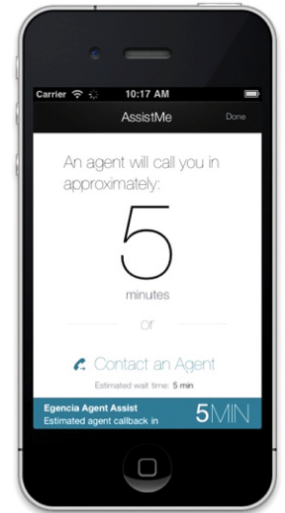 Carrier 10:17 AM
AssistMe Done
An agent will call you in
approximately:
5
minutes
or
Contact an Agent
Estimated wait time: 5 min
Egencia Agent Assist
Estimated agent callback in
5MIN